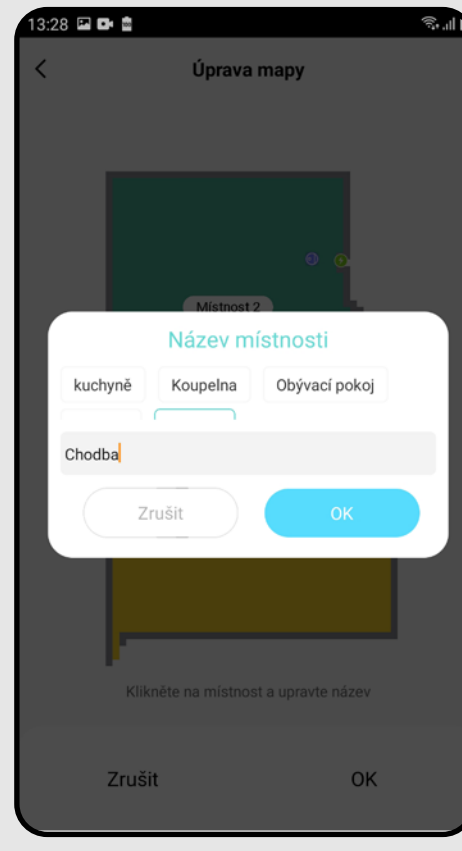 13:28
Úprava mapy
Místnost 2
Název místnosti
kuchyně Koupelna Obývací pokoj
Chodba
Zrušit OK
Klikněte na místnost a upravte název
Zrušit OK